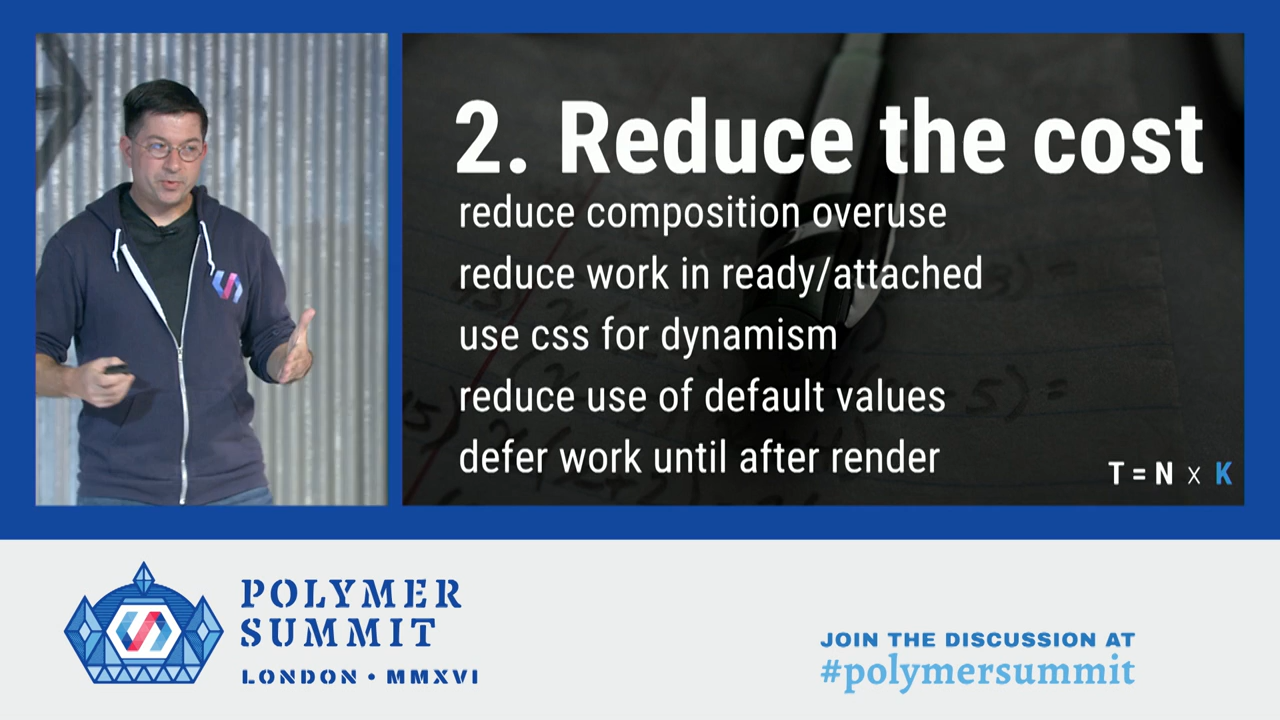 2. Reduce the cost
reduce composition overuse
reduce work in ready/attached
use css for dynamism
reduce use of default values
defer work until after render
T = N x K
POLYMER
SUMMIT
LONDON • MMXVI
JOIN THE DISCUSSION AT
#polymersummit